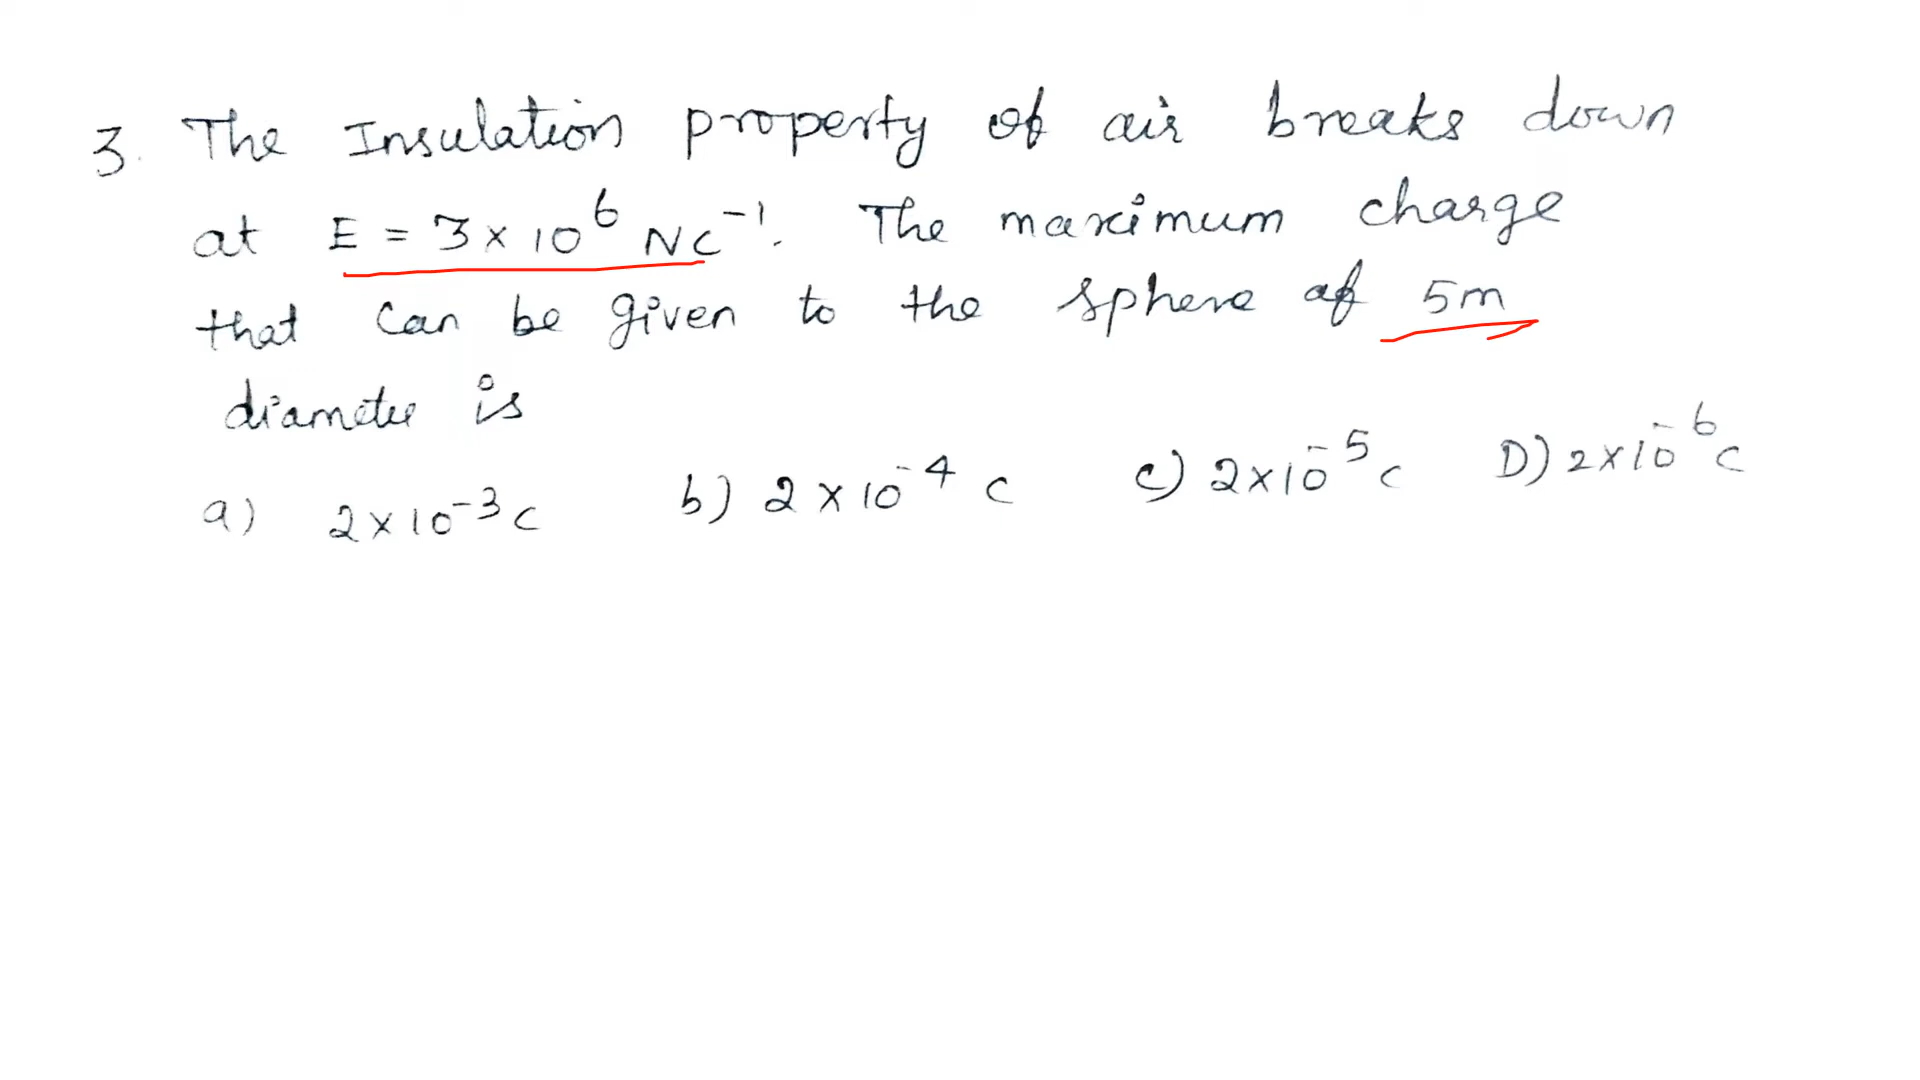 3. The Insulation property of air breaks down
at E = 3 × 10⁶ NC⁻¹. The maximum charge
that can be given to the sphere of 5m
diameter is
a) 2×10⁻³ C b) 2 × 10⁻⁴ C c) 2×10⁻⁵ C D) 2×10⁻⁶ C